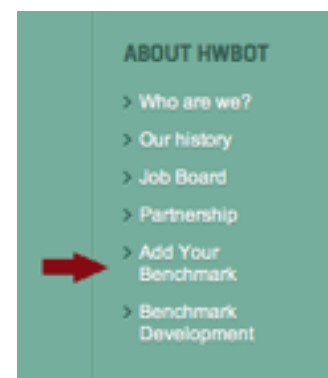 ABOUT HWBOT
> Who are we?
> Our history
> Job Board
> Partnership
> Add Your
Benchmark
> Benchmark
Development